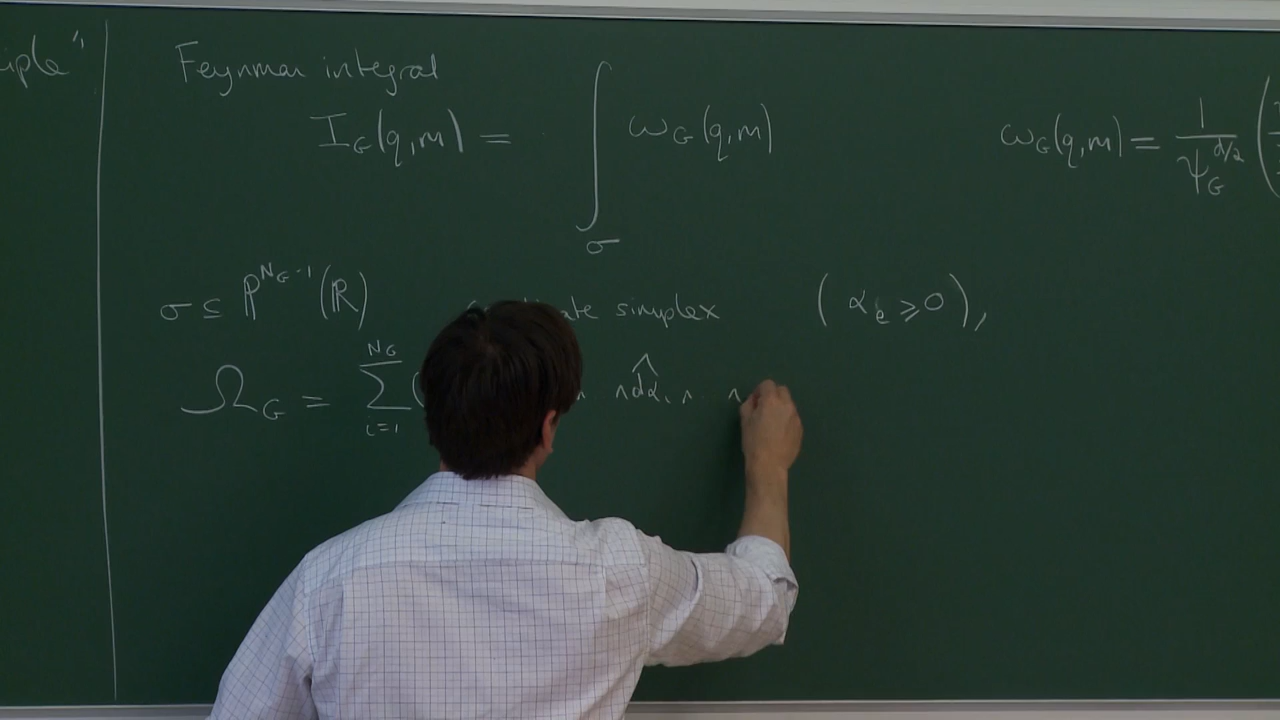 iple"
Feynman integral
I_G(q,m) = ∫_σ ω_G(q,m)
ω_G(q,m) = 1/ψ_G^{d/2} (
σ ⊆ ℙ^{N_G-1}(ℝ) simplex (α_e ⩾ 0),
Ω_G = ∑_{i=1}^{N_G} ( ∧ \widehat{dα_i} ∧ . ∧